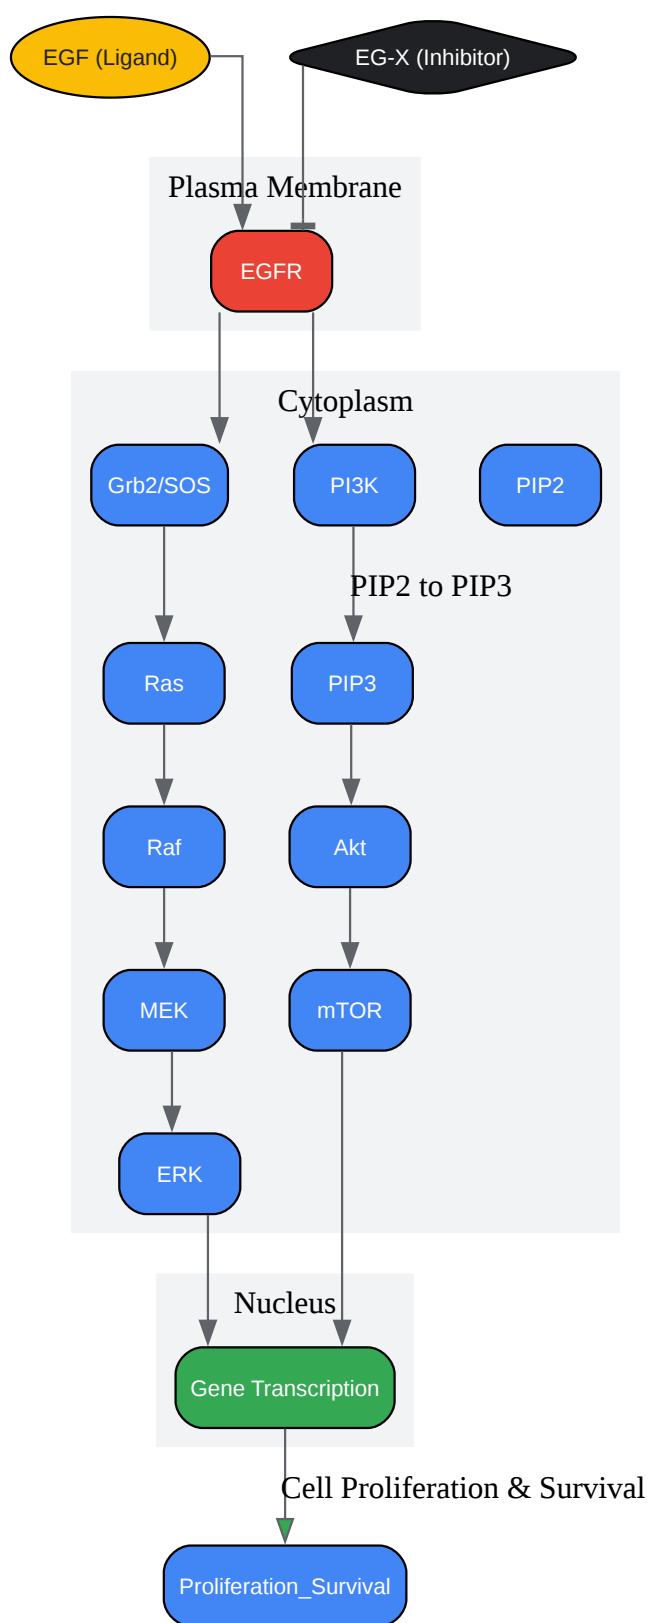 EGF (Ligand)
EG-X (Inhibitor)
Plasma Membrane
EGFR
Cytoplasm
Grb2/SOS
PI3K
PIP2
PIP2 to PIP3
Ras
PIP3
Raf
Akt
MEK
mTOR
ERK
Nucleus
Gene Transcription
Cell Proliferation & Survival
Proliferation_Survival